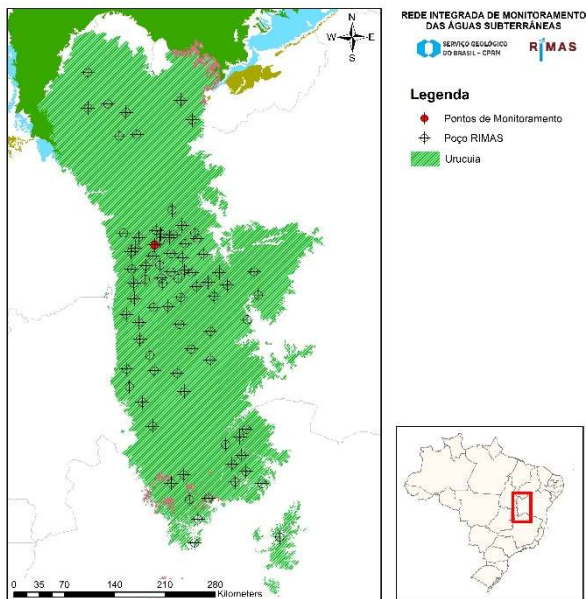 REDE INTEGRADA DE MONITORAMENTO
DAS ÁGUAS SUBTERRÂNEAS
SERVIÇO GEOLÓGICO
DO BRASIL – CPRM
RIMAS
Legenda
Pontos de Monitoramento
Poço RIMAS
Urucuia
N
W E
S
0 35 70 140 210 280
Kilometers